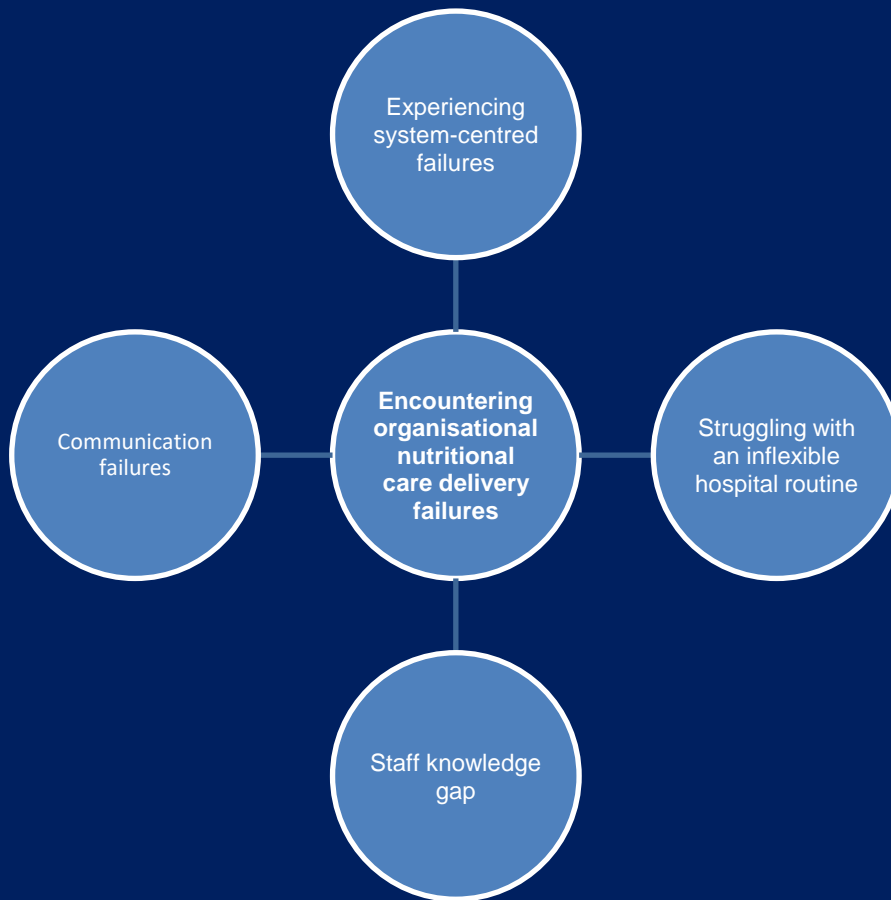 Experiencing
system-centred
failures
Communication
failures
Encountering
organisational
nutritional
care delivery
failures
Struggling with
an inflexible
hospital routine
Staff knowledge
gap